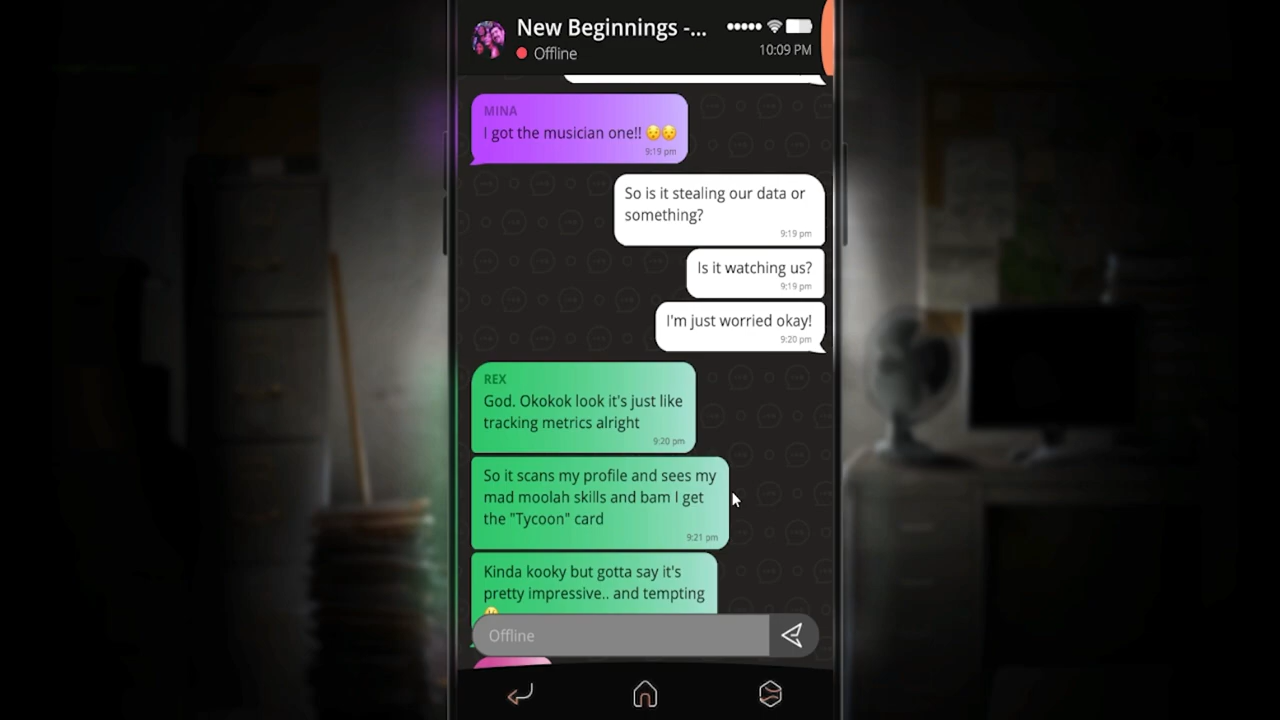 New Beginnings -...
Offline
10:09 PM
MINA
I got the musician one!! 😔😔
9:19 pm
So is it stealing our data or
something?
9:19 pm
Is it watching us?
9:19 pm
I'm just worried okay!
9:20 pm
REX
God. Okokok look it's just like
tracking metrics alright
9:20 pm
So it scans my profile and sees my
mad moolah skills and bam I get
the "Tycoon" card
9:21 pm
Kinda kooky but gotta say it's
pretty impressive.. and tempting
Offline